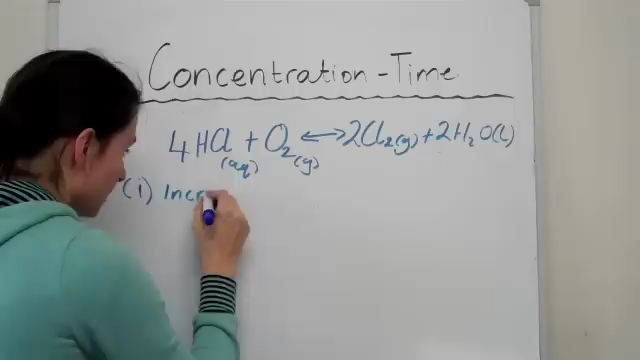 Concentration - Time
4HCl(aq) + O2(g) ↔ 2Cl2(g) + 2H2O(l)
(1) Incr